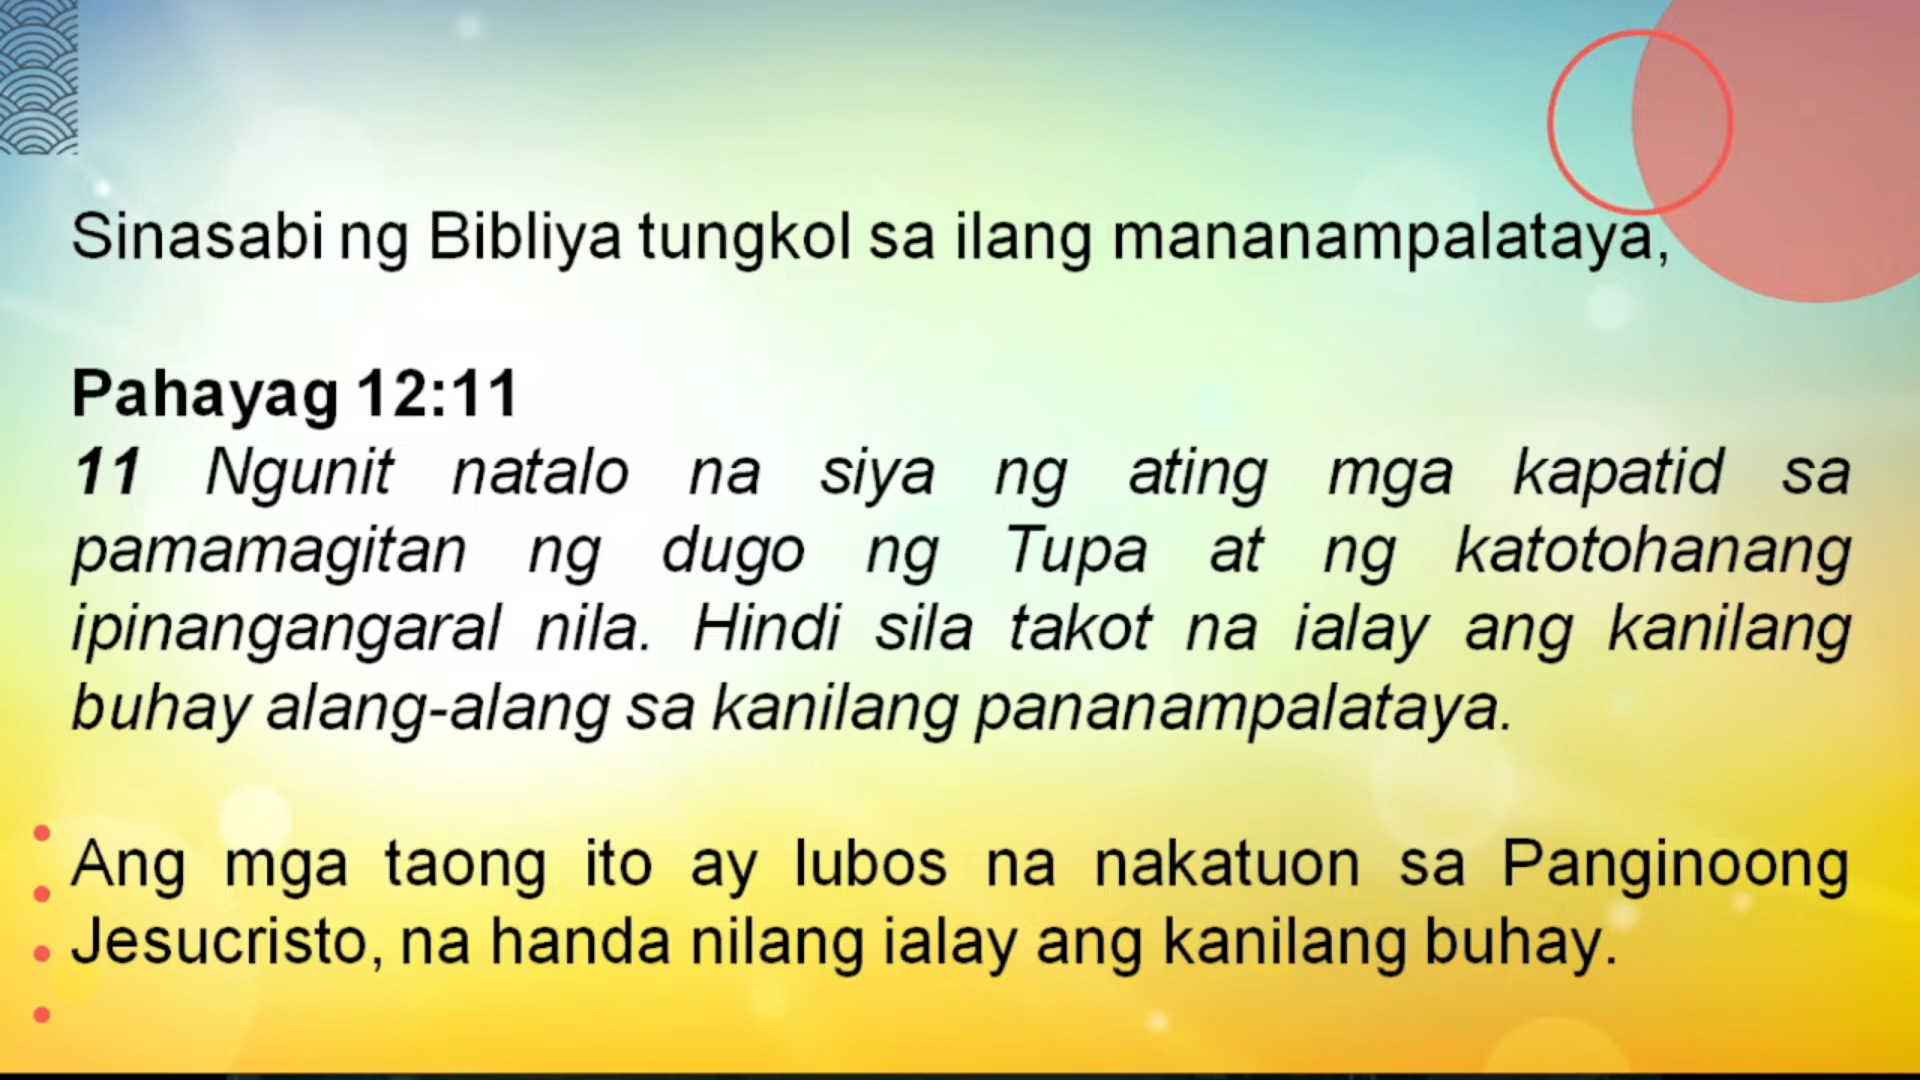 Sinasabi ng Bibliya tungkol sa ilang mananampalataya,
Pahayag 12:11
11 Ngunit natalo na siya ng ating mga kapatid sa
pamamagitan ng dugo ng Tupa at ng katotohanang
ipinangangaral nila. Hindi sila takot na ialay ang kanilang
buhay alang-alang sa kanilang pananampalataya.
Ang mga taong ito ay lubos na nakatuon sa Panginoong
Jesucristo, na handa nilang ialay ang kanilang buhay.